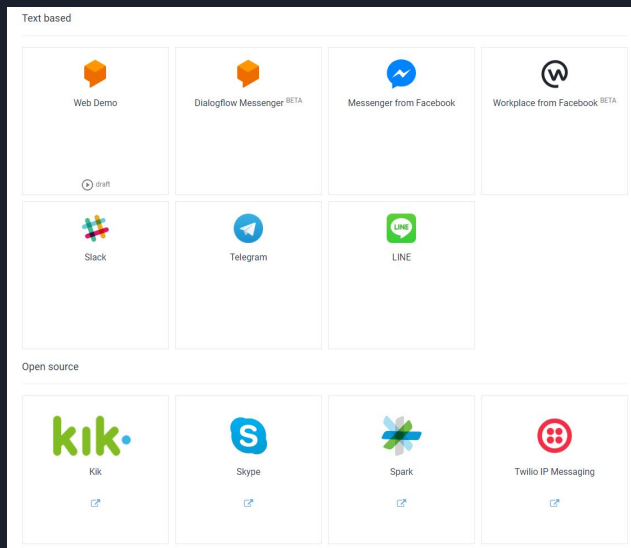 Text based
Web Demo
Dialogflow Messenger BETA
Messenger from Facebook
Workplace from Facebook BETA
draft
Slack
Telegram
LINE
LINE
Open source
kik
Kik
S
Skype
Spark
Twilio IP Messaging